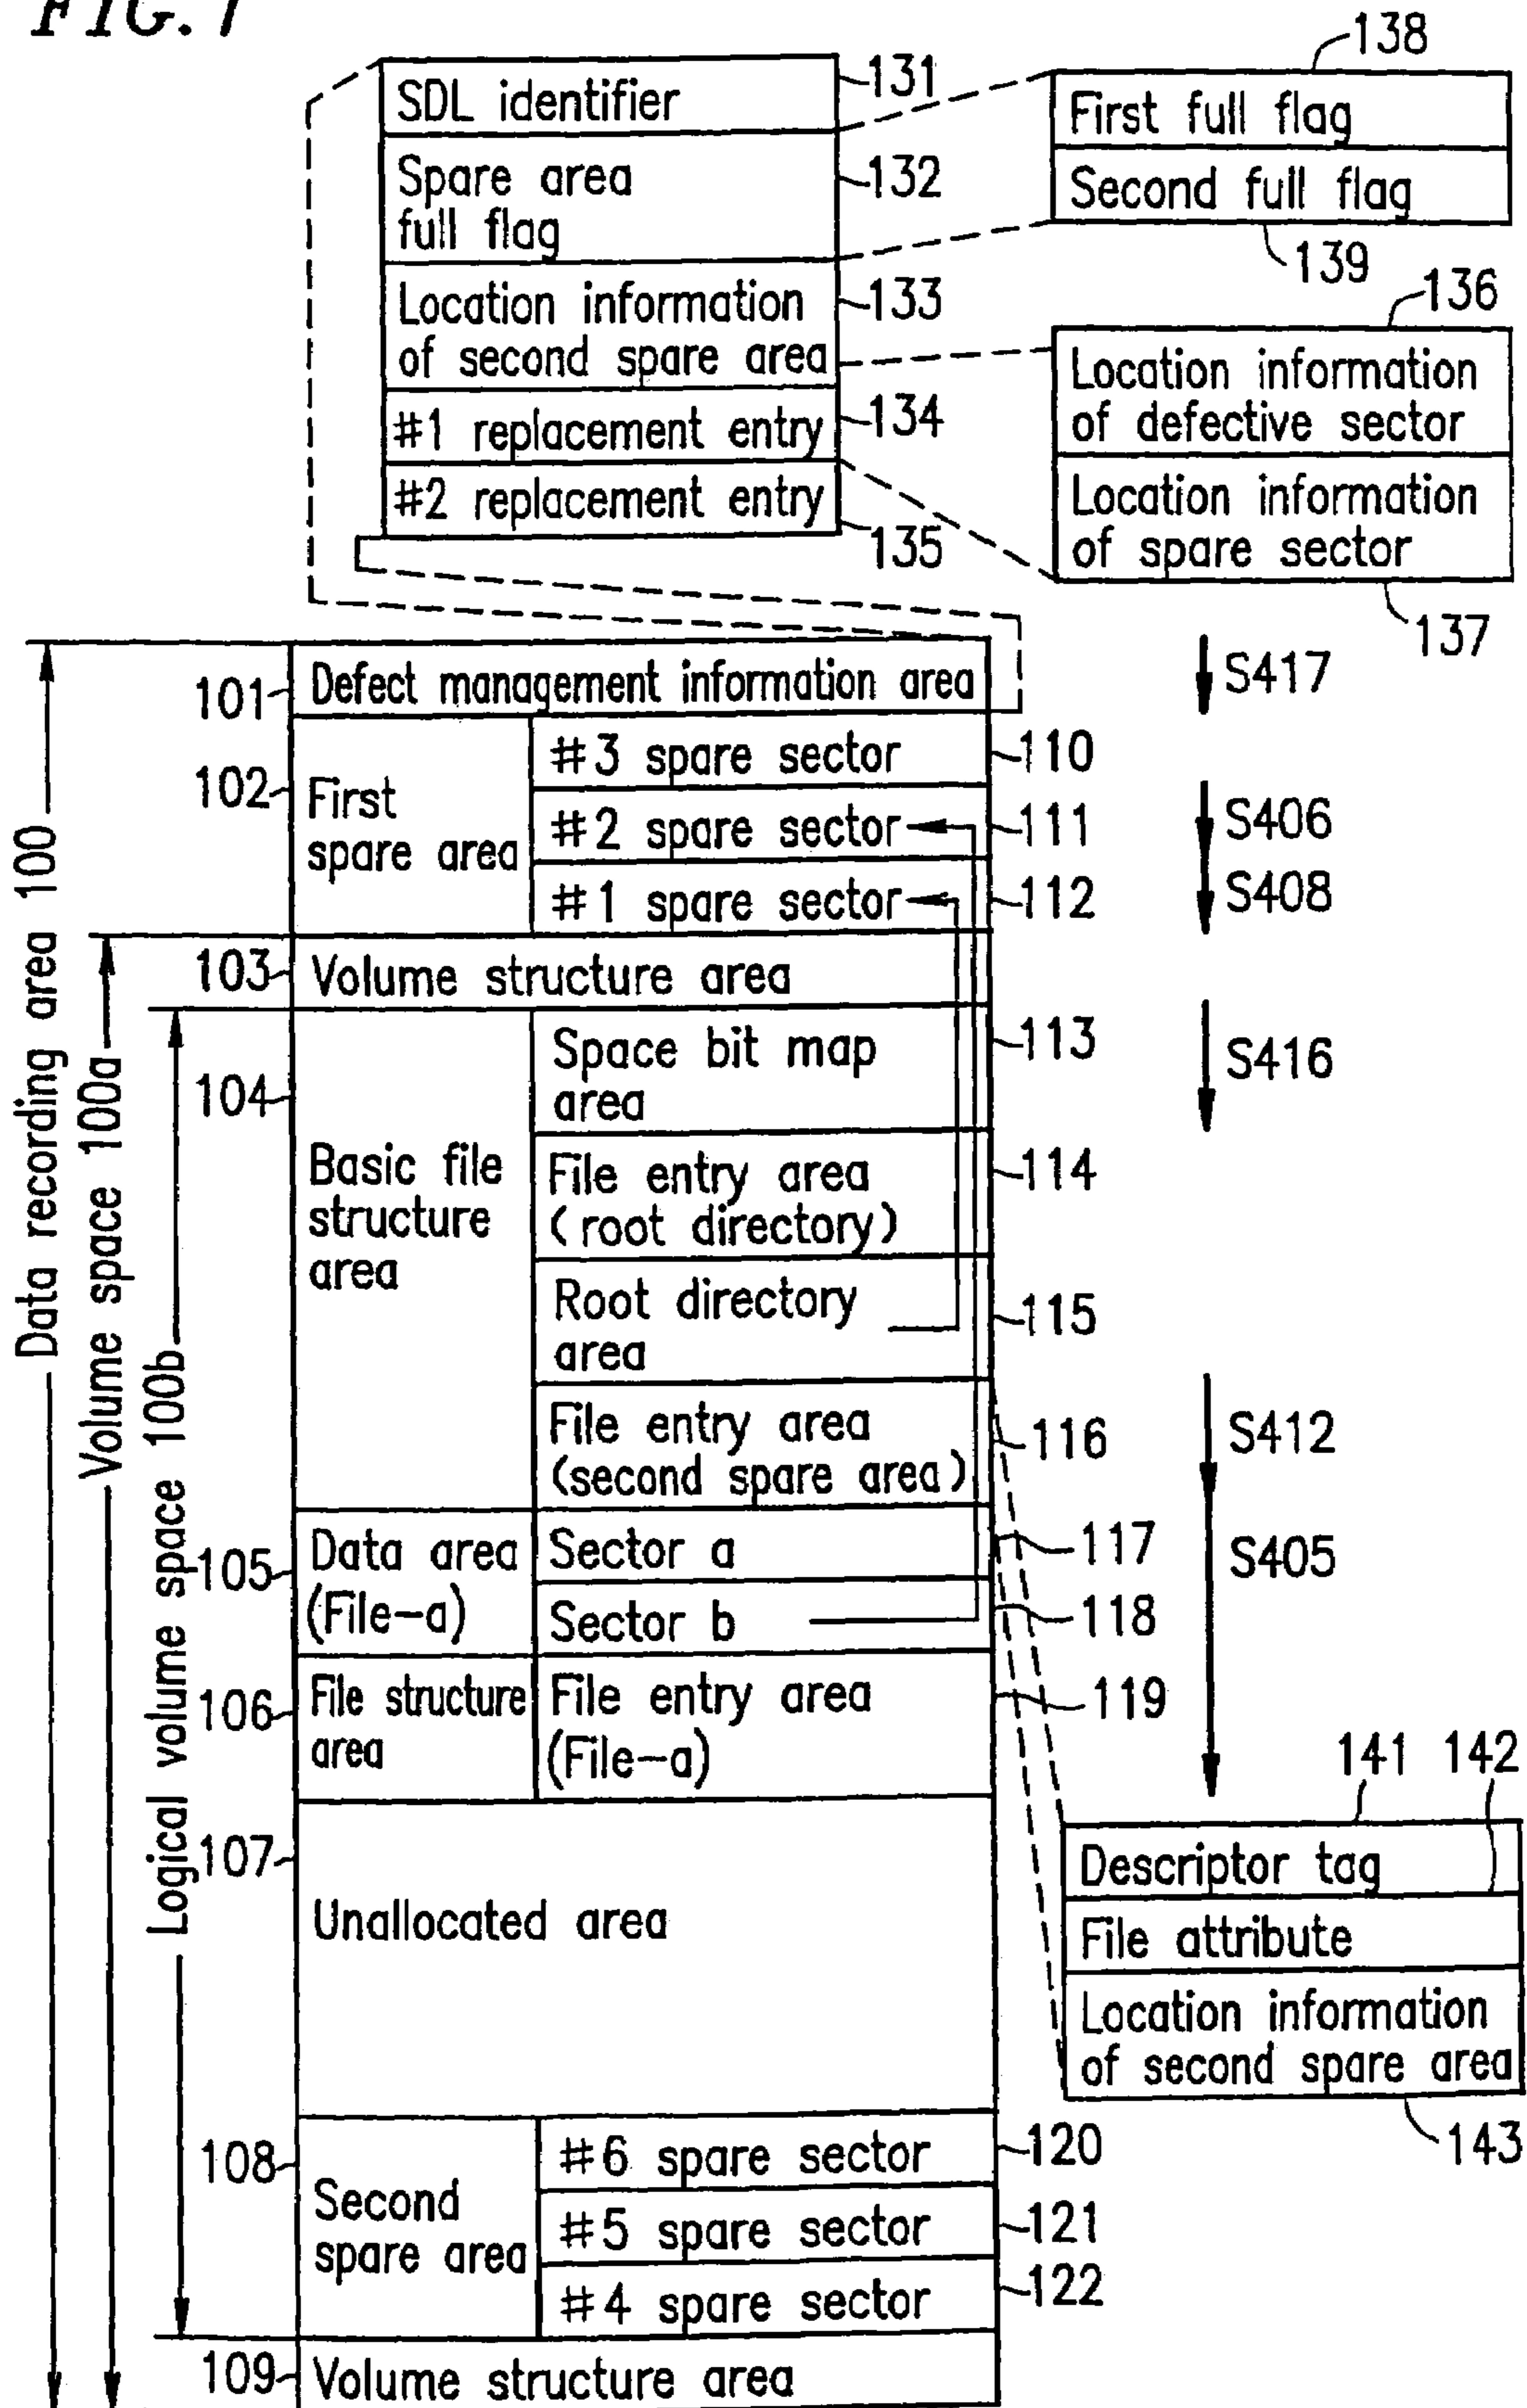 FIG. 1
SDL identifier
131
Spare area
full flag
132
Location information
of second spare area
133
#1 replacement entry
134
#2 replacement entry
135
138
First full flag
Second full flag
139
136
Location information
of defective sector
Location information
of spare sector
137
Data recording area 100
Volume space 100a
Logical volume space 100b
101
Defect management information area
S417
102
First
spare area
#3 spare sector
110
#2 spare sector
111
S406
#1 spare sector
112
S408
103
Volume structure area
104
Basic file
structure
area
Space bit map
area
113
S416
File entry area
(root directory)
114
Root directory
area
115
File entry area
(second spare area)
116
S412
105
Data area
(File-a)
Sector a
117
S405
Sector b
118
106
File structure
area
File entry area
(File-a)
119
107
Unallocated area
141
142
Descriptor tag
File attribute
Location information
of second spare area
143
108
Second
spare area
#6 spare sector
120
#5 spare sector
121
#4 spare sector
122
109
Volume structure area